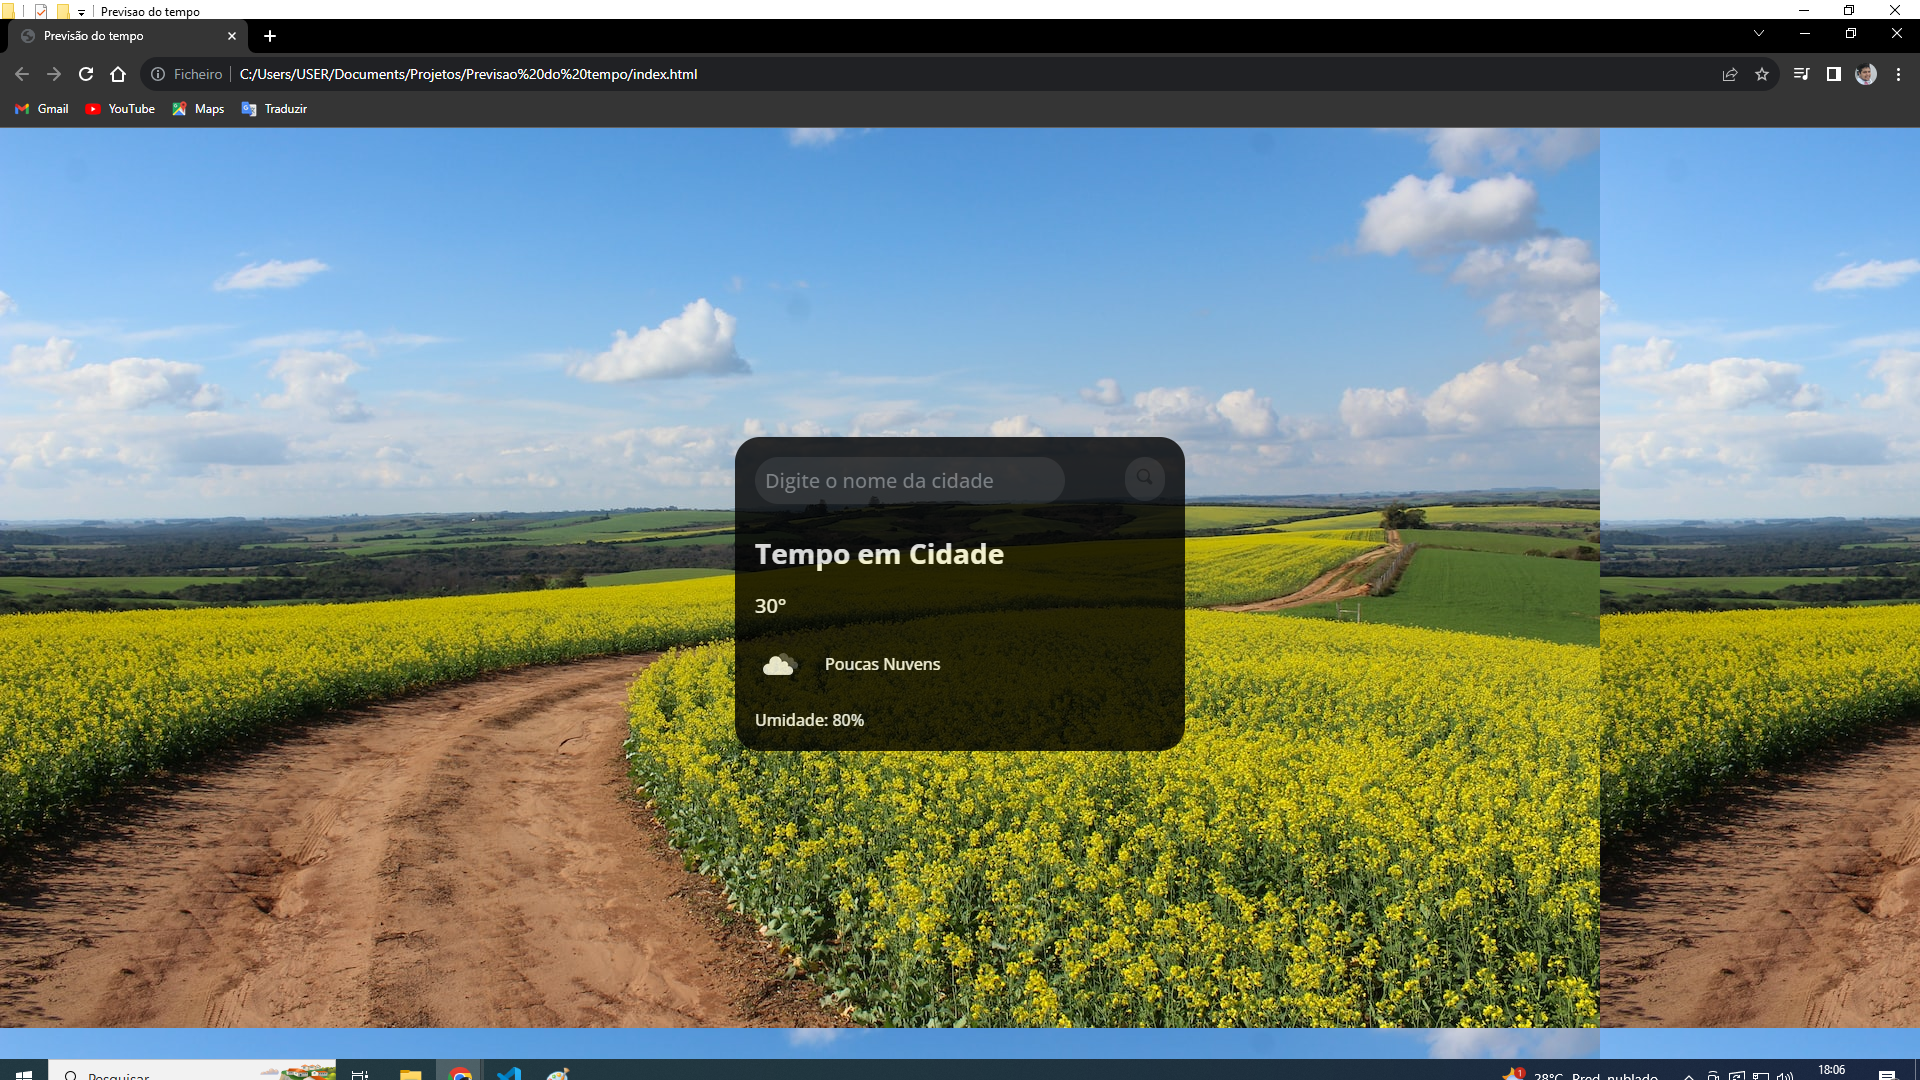 Previsao do tempo
Previsão do tempo
Ficheiro C:/Users/USER/Documents/Projetos/Previsao%20do%20tempo/index.html
Gmail YouTube Maps Traduzir
Digite o nome da cidade
Tempo em Cidade
30°
Poucas Nuvens
Umidade: 80%
Pesquisar 1 28°C Pred. nublado 18:06